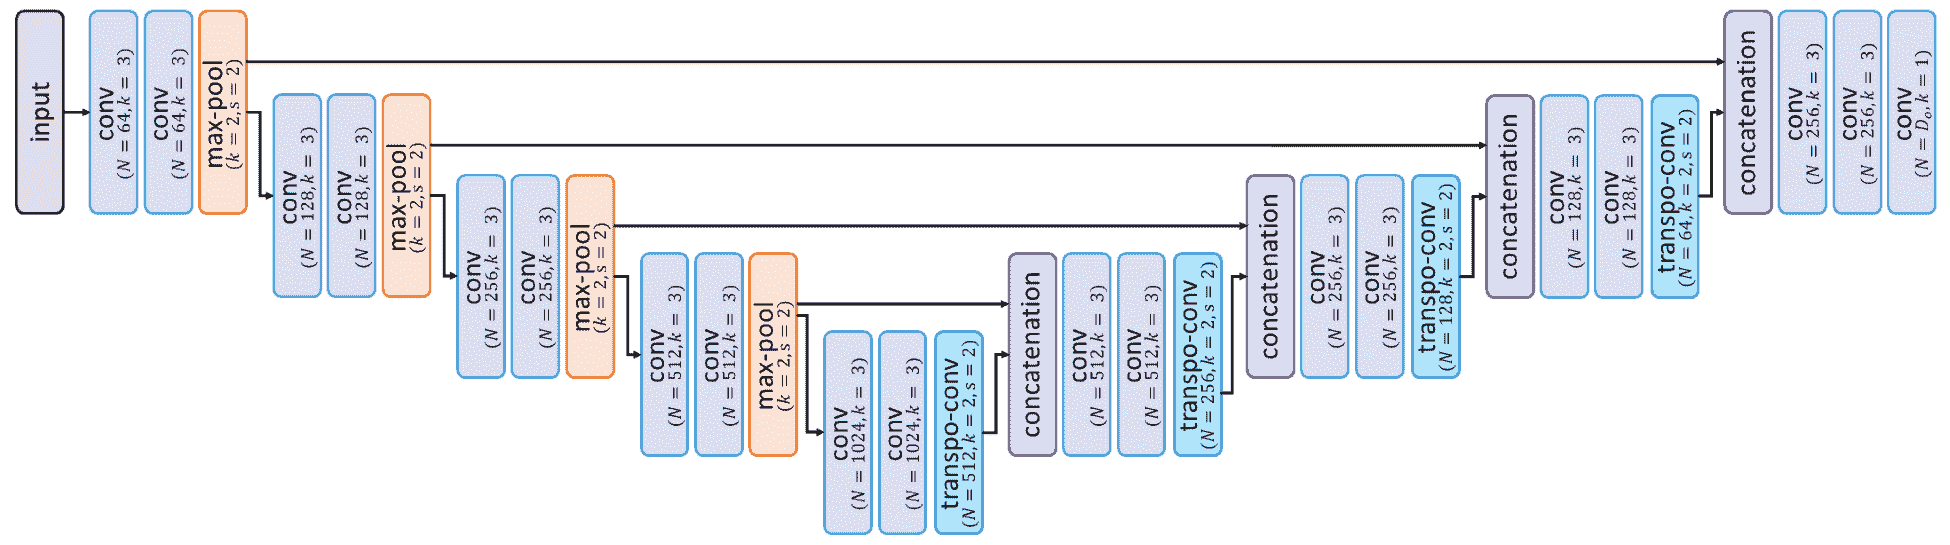 input
conv
(N = 64, k = 3)
conv
(N = 64, k = 3)
max-pool
(k = 2, s = 2)
conv
(N = 128, k = 3)
conv
(N = 128, k = 3)
max-pool
(k = 2, s = 2)
conv
(N = 256, k = 3)
conv
(N = 256, k = 3)
max-pool
(k = 2, s = 2)
conv
(N = 512, k = 3)
conv
(N = 512, k = 3)
max-pool
(k = 2, s = 2)
conv
(N = 1024, k = 3)
conv
(N = 1024, k = 3)
transpo-conv
(N = 512, k = 2, s = 2)
concatenation
conv
(N = 512, k = 3)
conv
(N = 512, k = 3)
transpo-conv
(N = 256, k = 2, s = 2)
concatenation
conv
(N = 256, k = 3)
conv
(N = 256, k = 3)
transpo-conv
(N = 128, k = 2, s = 2)
concatenation
conv
(N = 128, k = 3)
conv
(N = 128, k = 3)
transpo-conv
((N = 64, k = 2, s = 2)
concatenation
conv
(N = 256, k = 3)
conv
(N = 256, k = 3)
conv
(N = Dₒ, k = 1)